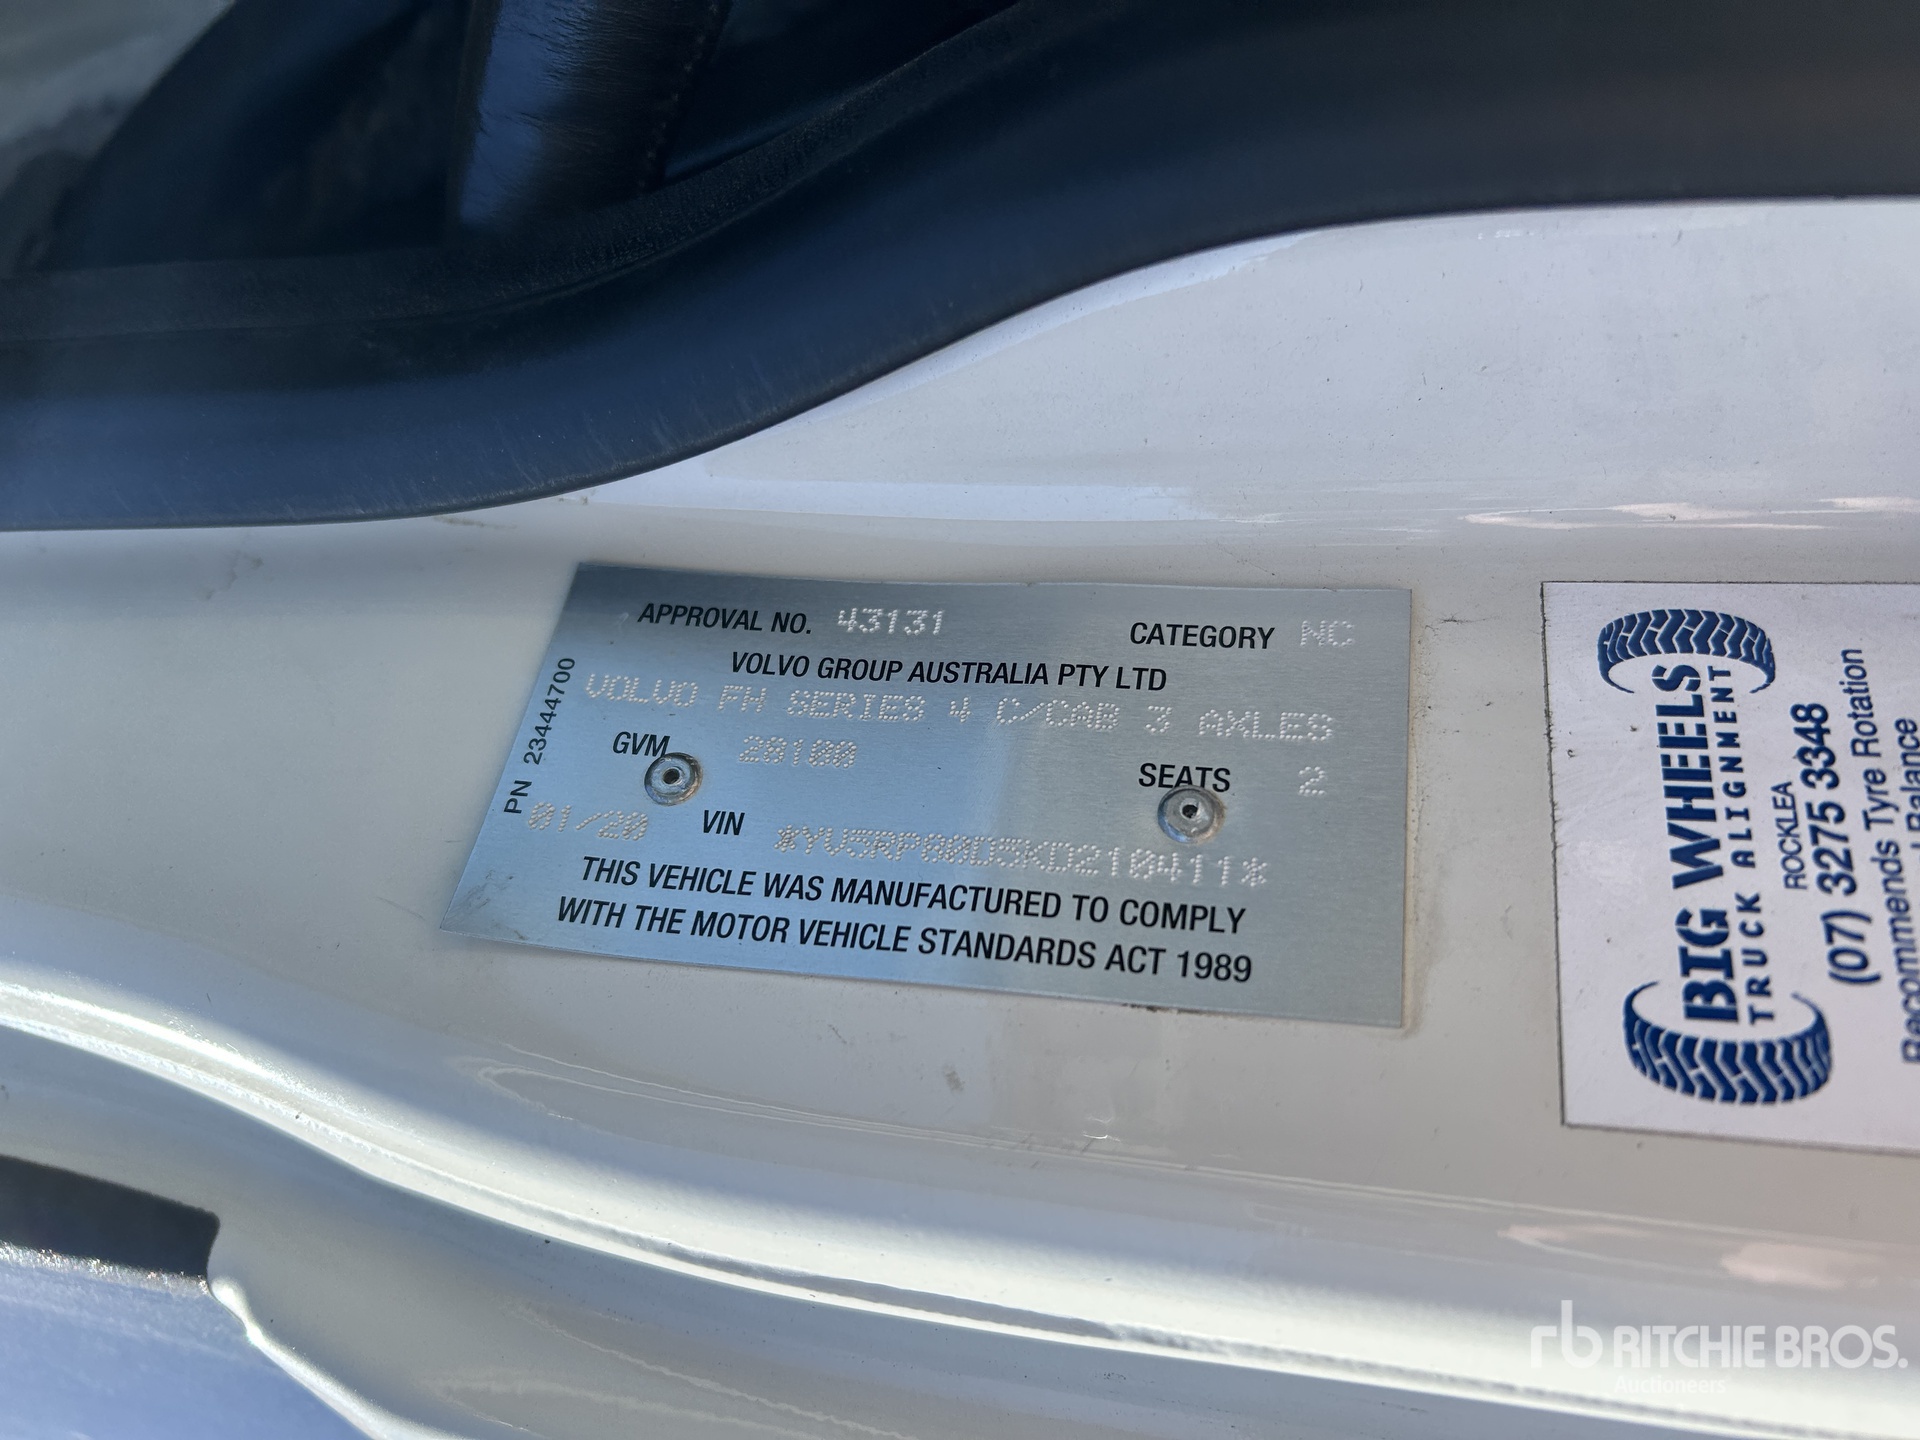 APPROVAL NO. 43131 CATEGORY NC
VOLVO GROUP AUSTRALIA PTY LTD
VOLVO FH SERIES 4 C/CAB 3 AXLES
GVM 28100 SEATS 2
01/20 VIN *YV5RP80D5KD210411*
THIS VEHICLE WAS MANUFACTURED TO COMPLY
WITH THE MOTOR VEHICLE STANDARDS ACT 1989
PN 23444700
BIG WHEELS
TRUCK ALIGNMENT
ROCKLEA
(07) 3275 3348
Recommends Tyre Rotation
Balance
rb RITCHIE BROS.
Auctioneers